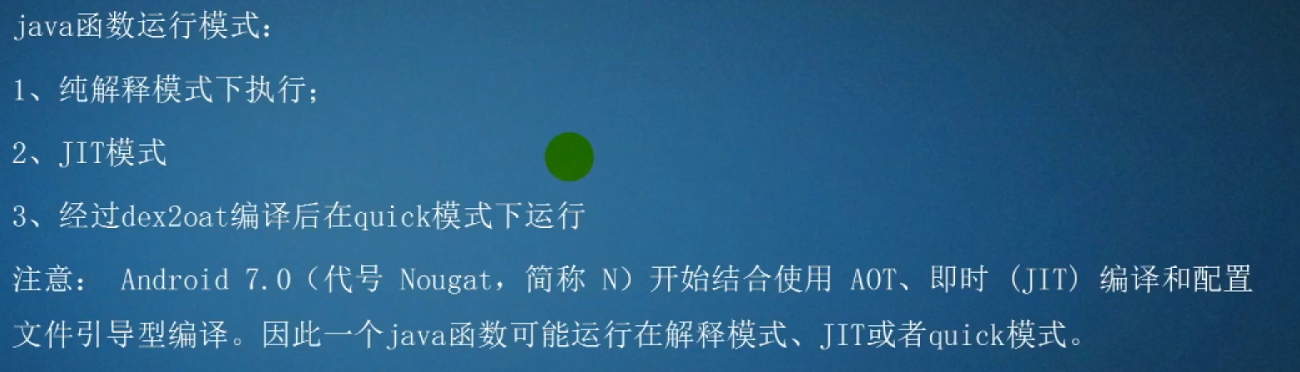 java函数运行模式:
1、纯解释模式下执行;
2、JIT模式
3、经过dex2oat编译后在quick模式下运行
注意： Android 7.0（代号 Nougat，简称 N）开始结合使用 AOT、即时 (JIT) 编译和配置
文件引导型编译。因此一个java函数可能运行在解释模式、JIT或者quick模式。